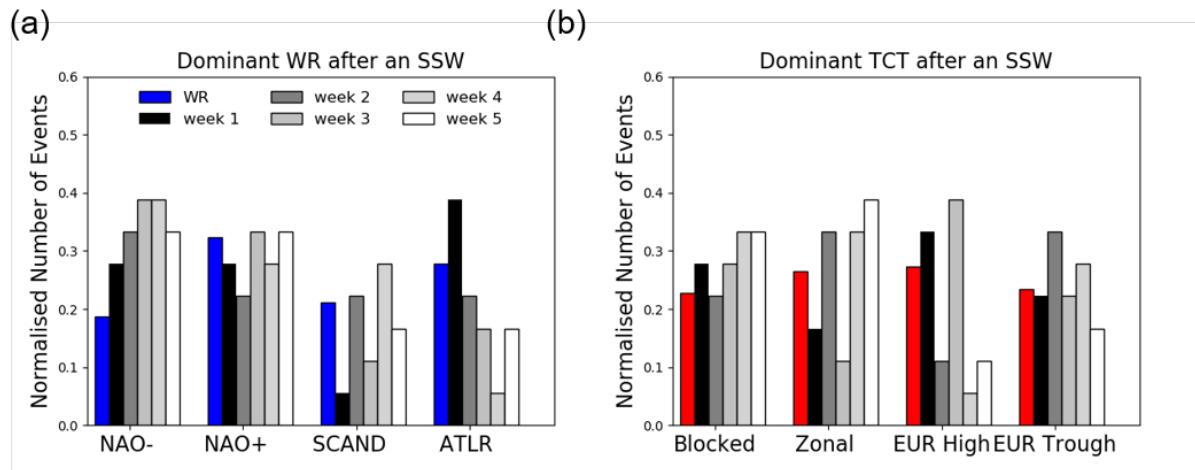 (a)
Dominant WR after an SSW
Normalised Number of Events
0.6
0.5
0.4
0.3
0.2
0.1
0.0
WR
week 1
week 2
week 3
week 4
week 5
NAO-
NAO+
SCAND
ATLR
(b)
Dominant TCT after an SSW
Normalised Number of Events
0.6
0.5
0.4
0.3
0.2
0.1
0.0
Blocked
Zonal
EUR High
EUR Trough